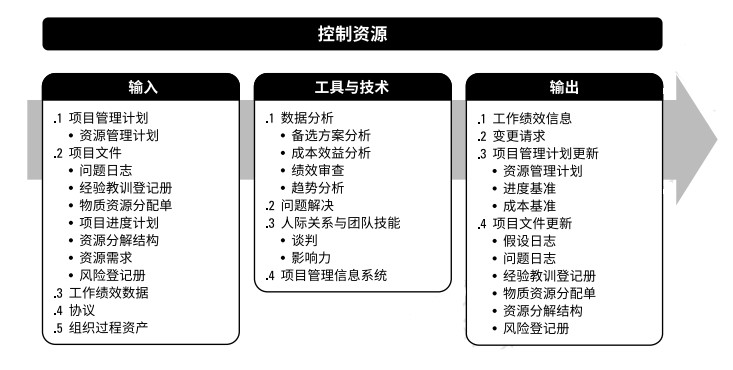 控制资源
输入
.1 项目管理计划
• 资源管理计划
.2 项目文件
• 问题日志
• 经验教训登记册
• 物质资源分配单
• 项目进度计划
• 资源分解结构
• 资源需求
• 风险登记册
.3 工作绩效数据
.4 协议
.5 组织过程资产
工具与技术
.1 数据分析
• 备选方案分析
• 成本效益分析
• 绩效审查
• 趋势分析
.2 问题解决
.3 人际关系与团队技能
• 谈判
• 影响力
.4 项目管理信息系统
输出
.1 工作绩效信息
.2 变更请求
.3 项目管理计划更新
• 资源管理计划
• 进度基准
• 成本基准
.4 项目文件更新
• 假设日志
• 问题日志
• 经验教训登记册
• 物质资源分配单
• 资源分解结构
• 风险登记册